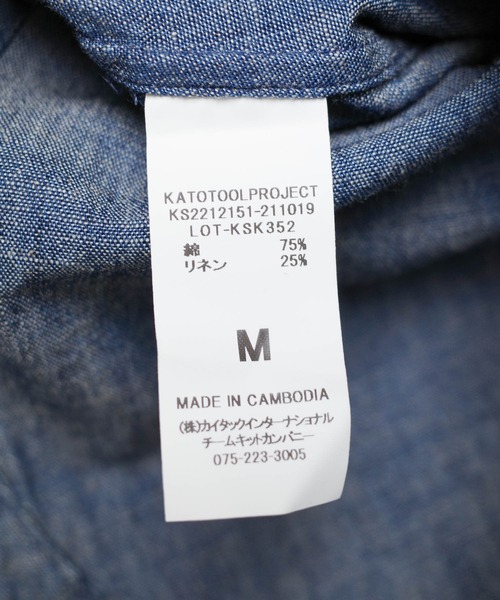 KATOTOOLPROJECT
KS2212151-211019
LOT-KSK352
綿 75%
リネン 25%
M
MADE IN CAMBODIA
(株)カイタックインターナショナル
チームキットカンパニー
075-223-3005